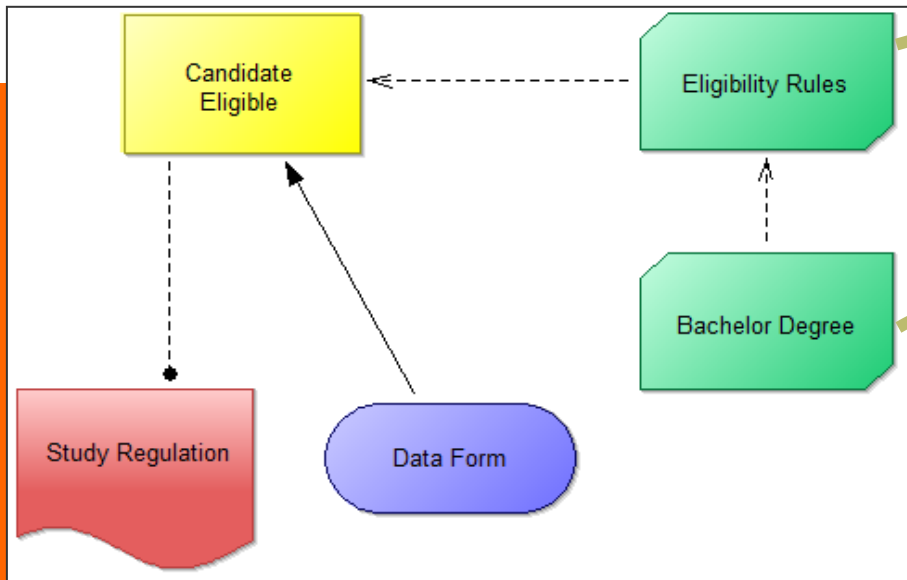 Candidate
Eligible
Eligibility Rules
Bachelor Degree
Study Regulation
Data Form